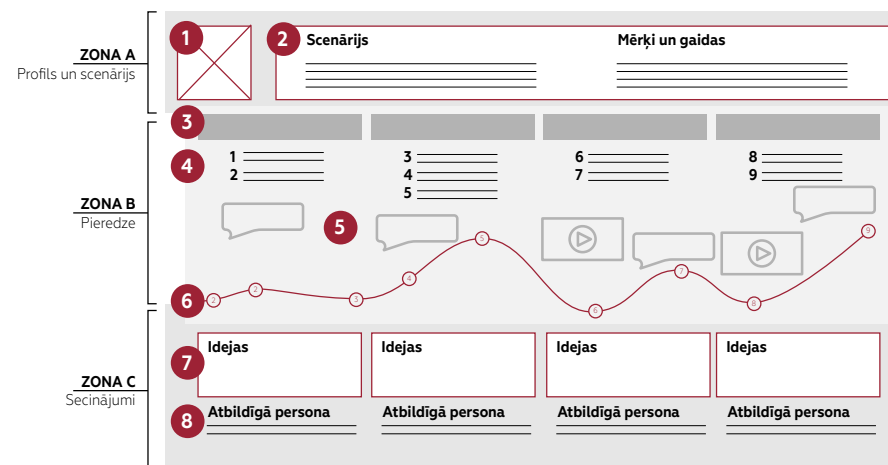 ZONA A
Profils un scenārijs
1
2
Scenārijs
Mērķi un gaidas
3
4
1
2
3
4
5
6
7
8
9
ZONA B
Pieredze
5
6
2
2
3
4
5
6
7
8
9
ZONA C
Secinājumi
7
Idejas
Idejas
Idejas
Idejas
8
Atbildīgā persona
Atbildīgā persona
Atbildīgā persona
Atbildīgā persona